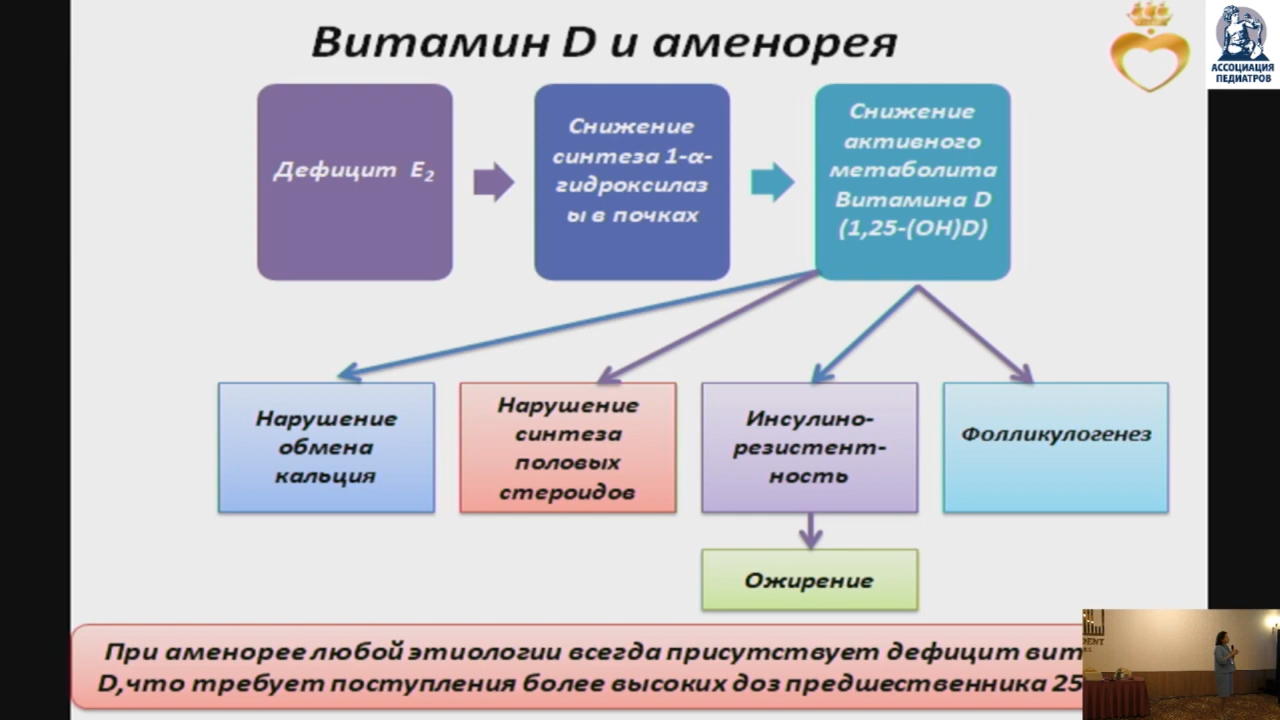 Витамин D и аменорея
АССОЦИАЦИЯ
ПЕДИАТРОВ
Дефицит E₂
Снижение
синтеза 1-α-
гидроксилаз
ы в почках
Снижение
активного
метаболита
Витамина D
(1,25-(OH)D)
Нарушение
обмена
кальция
Нарушение
синтеза
половых
стероидов
Инсулино-
резистент-
ность
Фолликулогенез
Ожирение
При аменорее любой этиологии всегда присутствует дефицит вит
D,что требует поступления более высоких доз предшественника 25